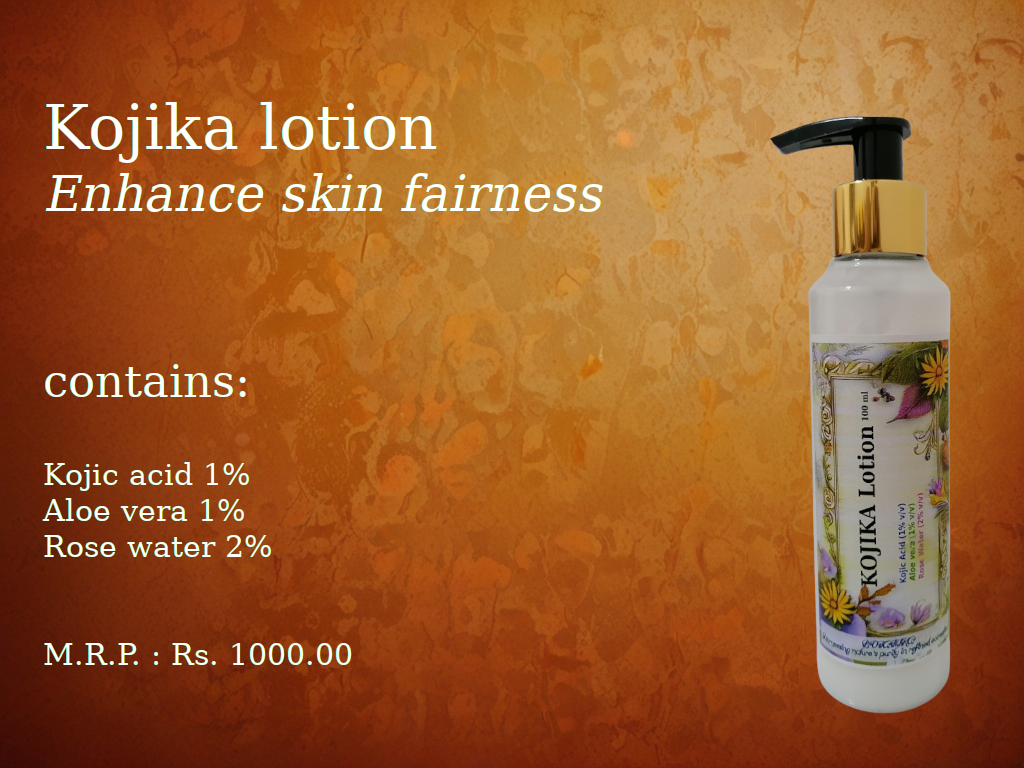 Kojika lotion
Enhance skin fairness
contains:
Kojic acid 1%
Aloe vera 1%
Rose water 2%
M.R.P. : Rs. 1000.00
KOJIKA Lotion 100 ml
Kojic Acid (1% v/v)
Aloe vera (1% v/v)
Rose Water (2% v/v)